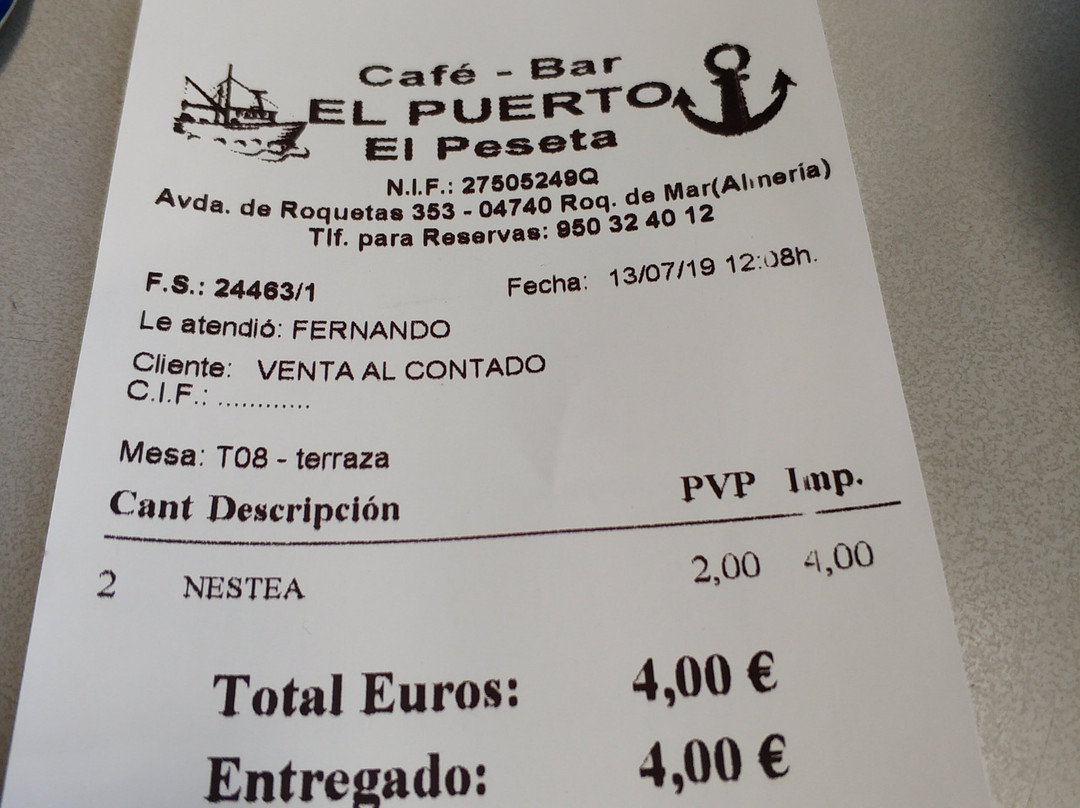 Café - Bar
EL PUERTO
El Peseta
N.I.F.: 27505249Q
Avda. de Roquetas 353 - 04740 Roq. de Mar(Almería)
Tlf. para Reservas: 950 32 40 12
F.S.: 24463/1 Fecha: 13/07/19 12:08h.
Le atendió: FERNANDO
Cliente: VENTA AL CONTADO
C.I.F.: ............
Mesa: T08 - terraza
Cant Descripción PVP Imp.
2 NESTEA 2,00 4,00
Total Euros: 4,00 €
Entregado: 4,00 €